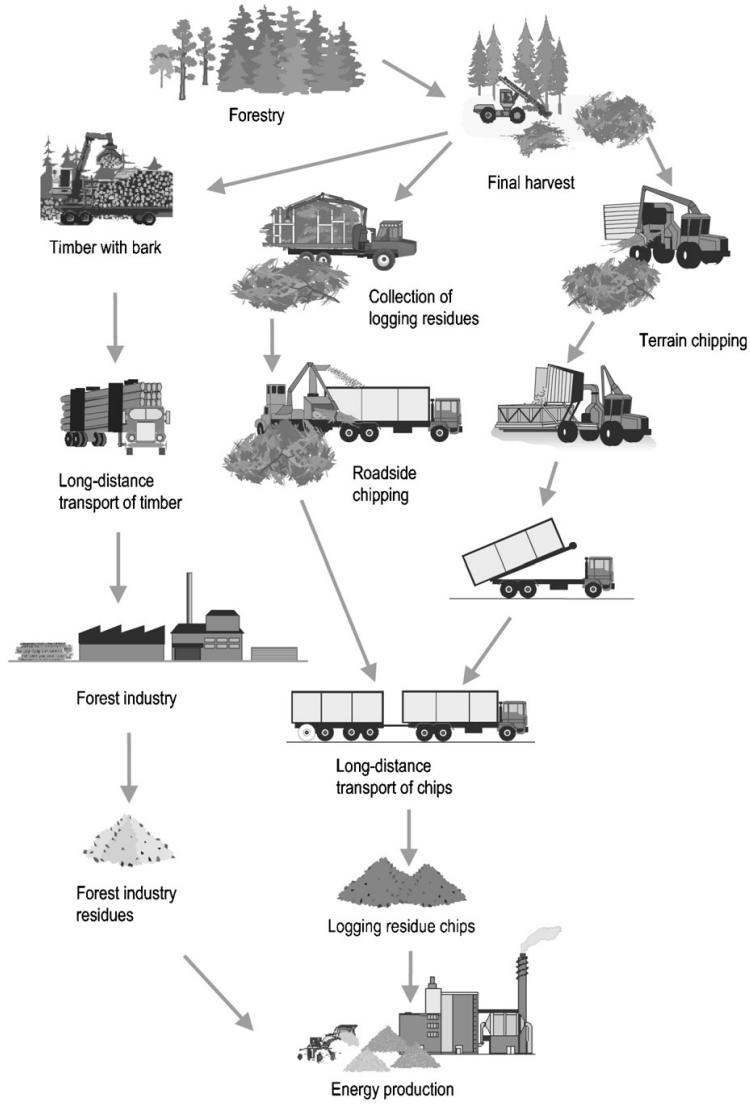 Forestry
Final harvest
Timber with bark
Collection of
logging residues
Terrain chipping
Long-distance
transport of timber
Roadside
chipping
Forest industry
Long-distance
transport of chips
Forest industry
residues
Logging residue chips
Energy production